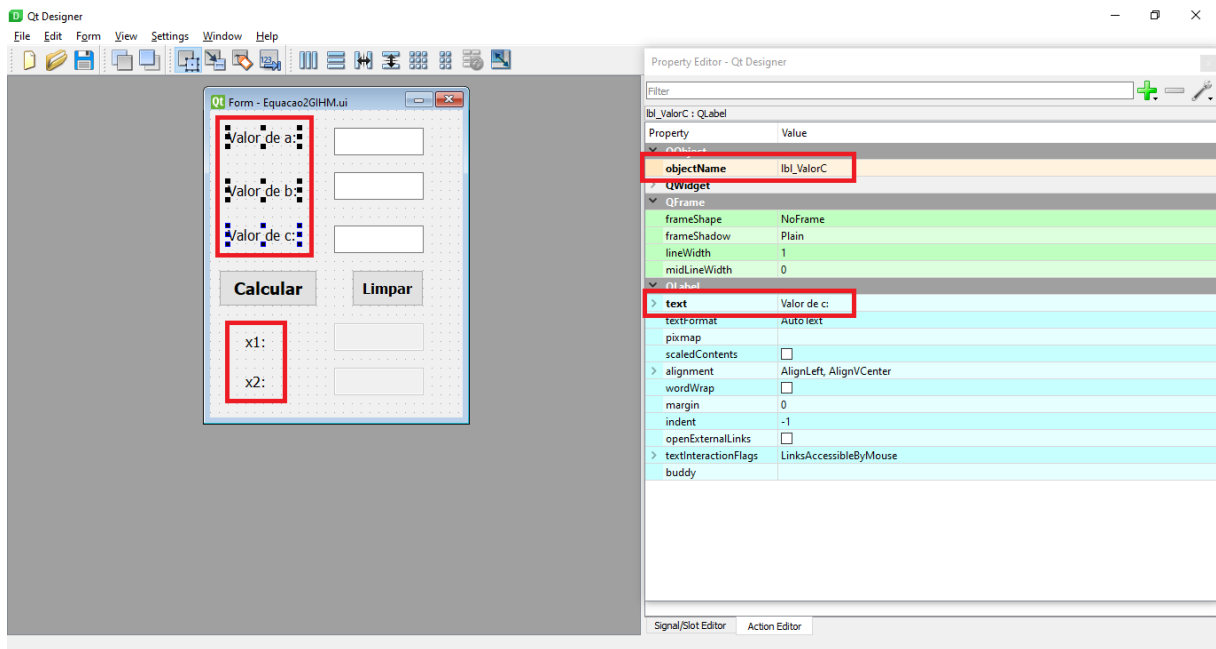 Qt Designer
File Edit Form View Settings Window Help
Form - Equacao2GIHM.ui
Valor de a:
Valor de b:
Valor de c:
Calcular Limpar
x1:
x2:
Property Editor - Qt Designer
Filter
lbl_ValorC : QLabel
Property Value
QObject
objectName lbl_ValorC
QWidget
QFrame
frameShape NoFrame
frameShadow Plain
lineWidth 1
midLineWidth 0
QLabel
text Valor de c:
textFormat AutoText
pixmap
scaledContents
alignment AlignLeft, AlignVCenter
wordWrap
margin 0
indent -1
openExternalLinks
textInteractionFlags LinksAccessibleByMouse
buddy
Signal/Slot Editor Action Editor